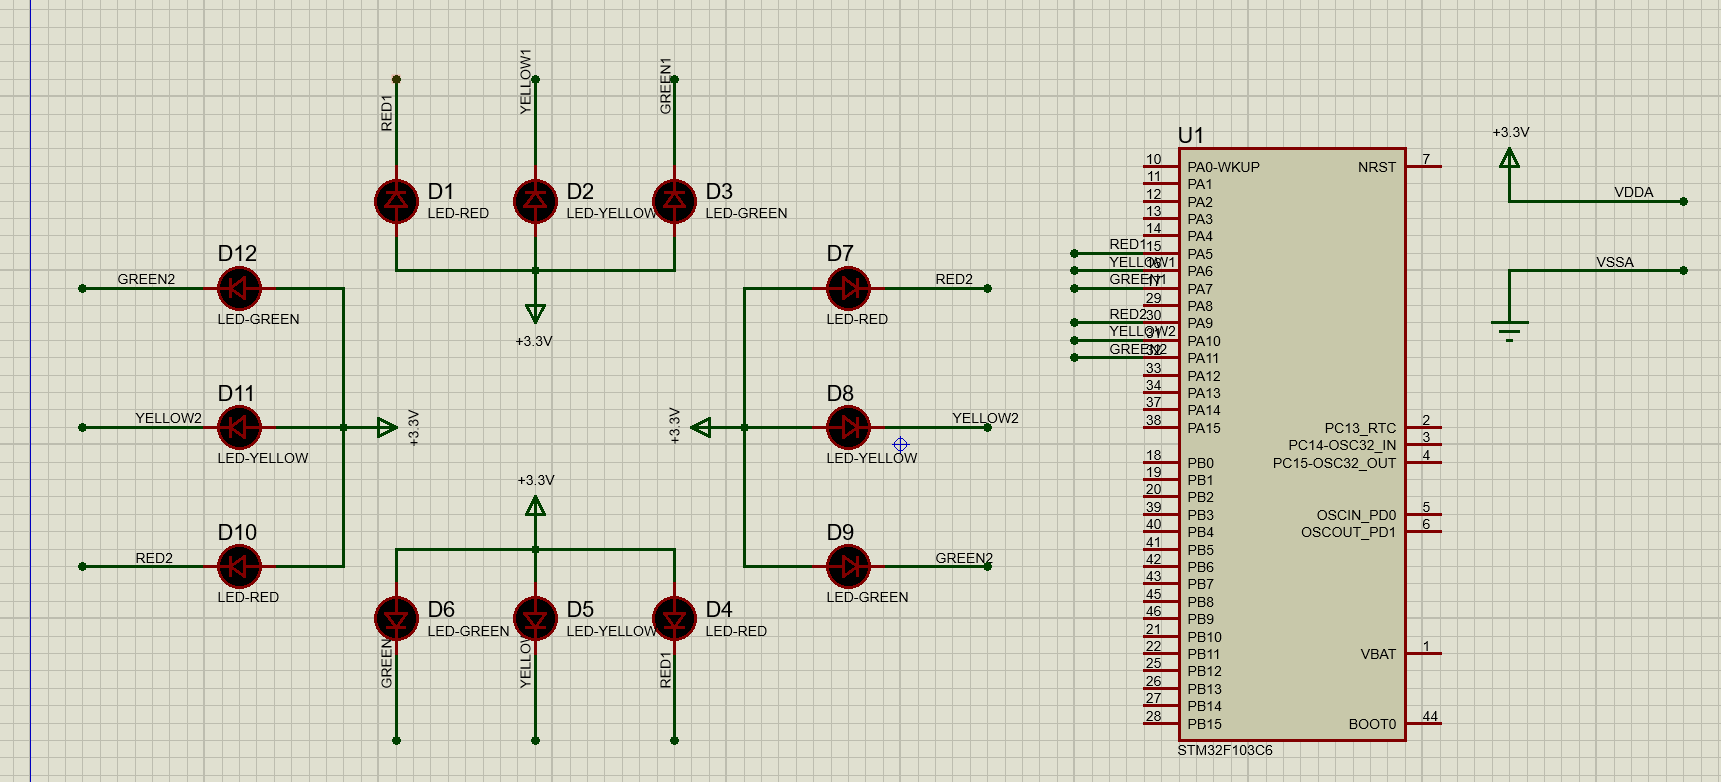 RED1
YELLOW1
GREEN1
D1
LED-RED
D2
LED-YELLOW
D3
LED-GREEN
+3.3V
D12
GREEN2
LED-GREEN
D11
YELLOW2
LED-YELLOW
D10
RED2
LED-RED
+3.3V
+3.3V
D7
RED2
LED-RED
D8
YELLOW2
LED-YELLOW
D9
GREEN2
LED-GREEN
+3.3V
D6
LED-GREEN
GREEN
D5
LED-YELLOW
D4
LED-RED
RED1
U1
10 PA0-WKUP
11 PA1
12 PA2
13 PA3
14 PA4
RED1 15 PA5
YELLOW1 16 PA6
GREEN1 17 PA7
29 PA8
RED2 30 PA9
YELLOW2 31 PA10
GREEN2 32 PA11
33 PA12
34 PA13
37 PA14
38 PA15
18 PB0
19 PB1
20 PB2
39 PB3
40 PB4
41 PB5
42 PB6
43 PB7
45 PB8
46 PB9
21 PB10
22 PB11
25 PB12
26 PB13
27 PB14
28 PB15
NRST 7
PC13_RTC 2
PC14-OSC32_IN 3
PC15-OSC32_OUT 4
OSCIN_PD0 5
OSCOUT_PD1 6
VBAT 1
BOOT0 44
STM32F103C6
+3.3V
VDDA
VSSA